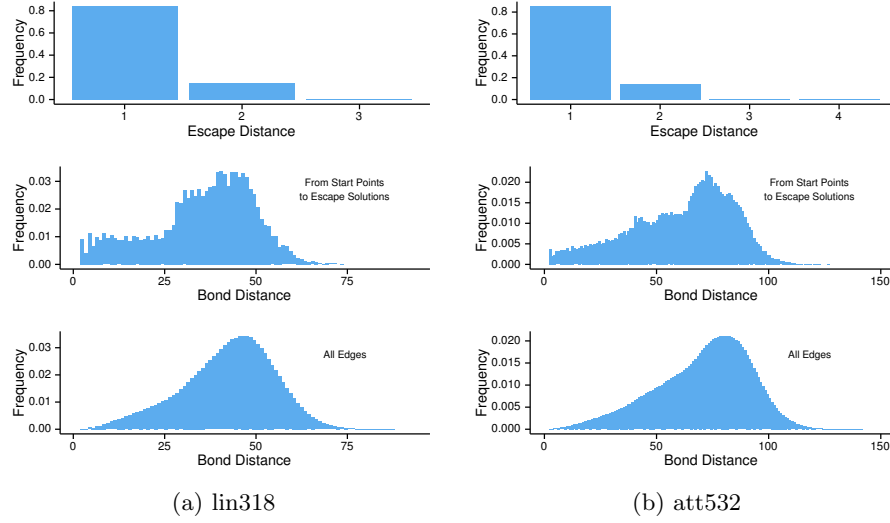 Frequency
0.8
0.6
0.4
0.2
0.0
1 2 3
Escape Distance
Frequency
0.8
0.6
0.4
0.2
0.0
1 2 3 4
Escape Distance
Frequency
0.03
0.02
0.01
0.00
From Start Points
to Escape Solutions
0 25 50 75
Bond Distance
Frequency
0.020
0.015
0.010
0.005
0.000
From Start Points
to Escape Solutions
0 50 100 150
Bond Distance
Frequency
0.03
0.02
0.01
0.00
All Edges
0 25 50 75
Bond Distance
Frequency
0.020
0.015
0.010
0.005
0.000
All Edges
0 50 100 150
Bond Distance
(a) lin318
(b) att532